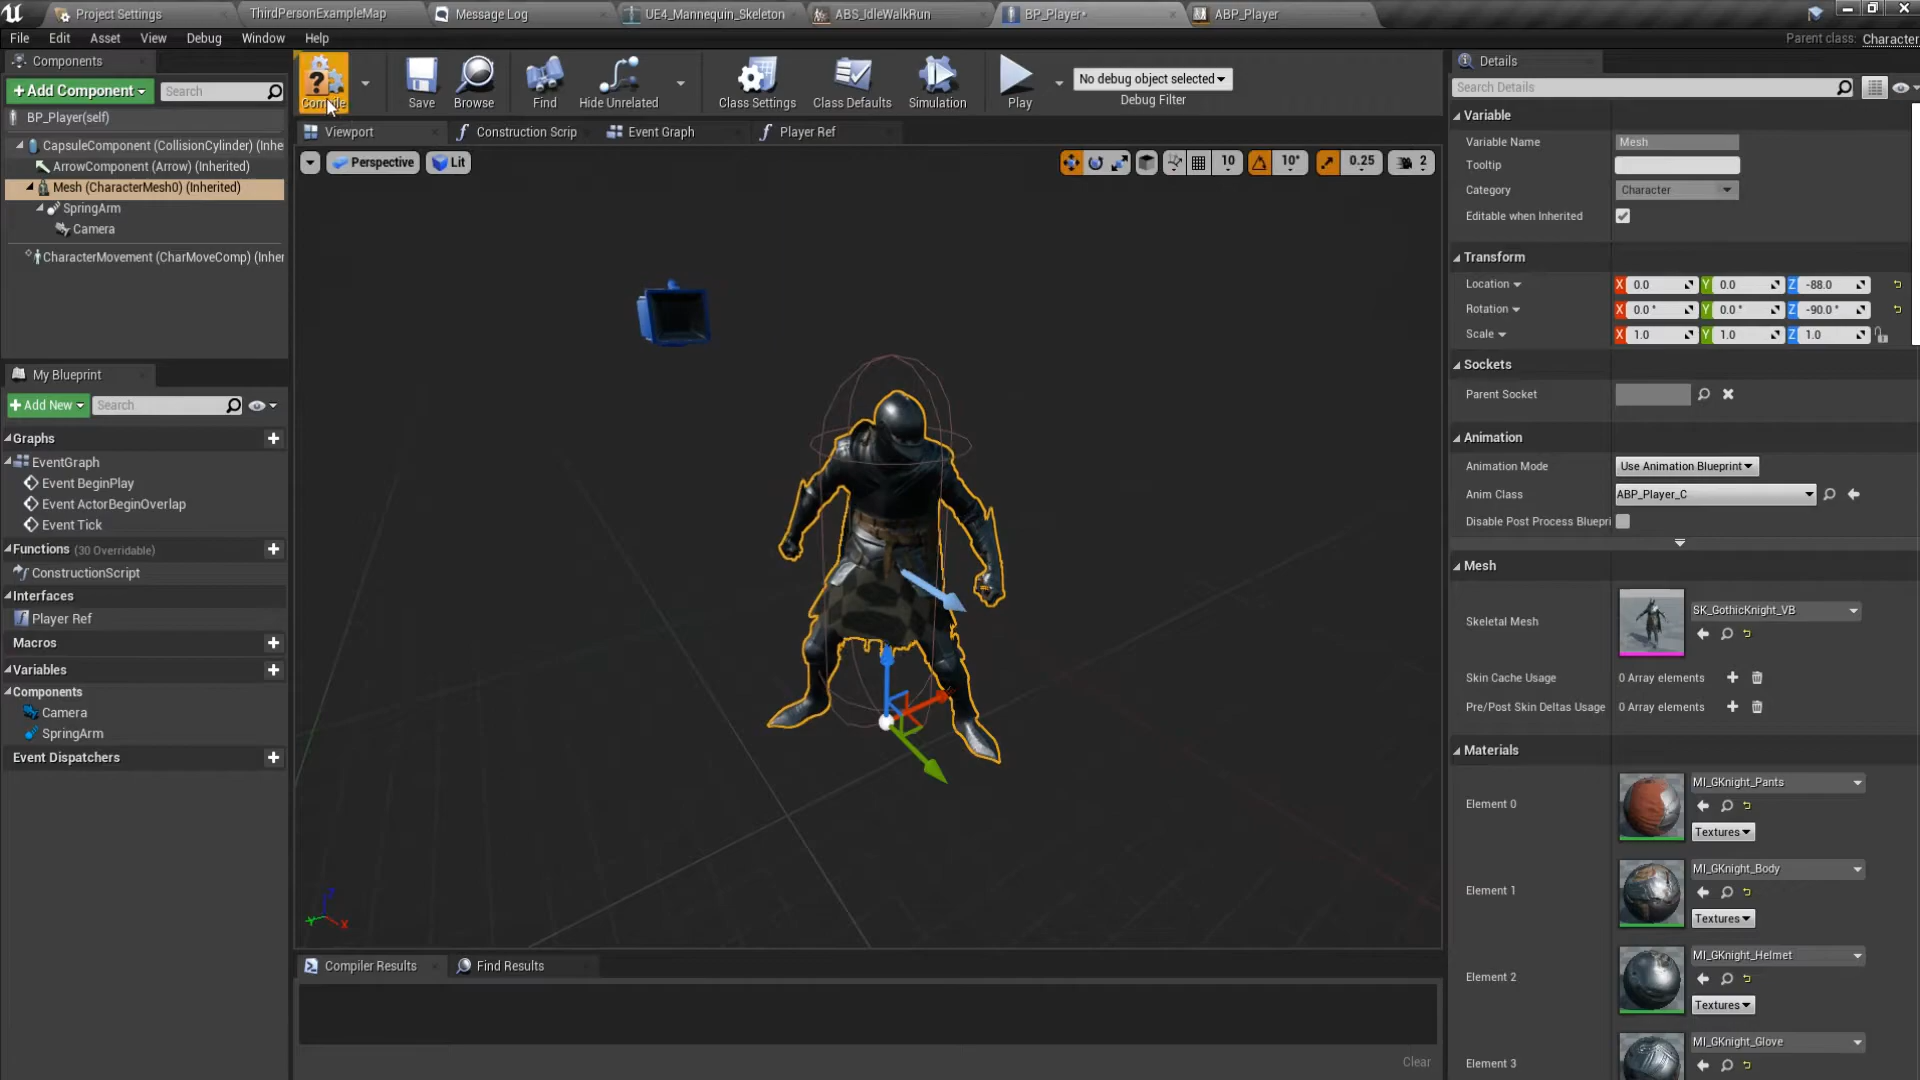 Project Settings
ThirdPersonExampleMap
Message Log
UE4_Mannequin_Skeleton
ABS_IdleWalkRun
BP_Player*
ABP_Player
File Edit Asset View Debug Window Help
Parent class: Character
Components
+Add Component
Search
BP_Player(self)
CapsuleComponent (CollisionCylinder) (Inhe
ArrowComponent (Arrow) (Inherited)
Mesh (CharacterMesh0) (Inherited)
SpringArm
Camera
CharacterMovement (CharMoveComp) (Inher
My Blueprint
+Add New
Search
Graphs
EventGraph
Event BeginPlay
Event ActorBeginOverlap
Event Tick
Functions (30 Overridable)
ConstructionScript
Interfaces
Player Ref
Macros
Variables
Components
Camera
SpringArm
Event Dispatchers
Compile
Save
Browse
Find
Hide Unrelated
Class Settings
Class Defaults
Simulation
Play
No debug object selected
Debug Filter
Viewport
Construction Scrip
Event Graph
Player Ref
Perspective
Lit
10
10°
0.25
2
Compiler Results
Find Results
Clear
Details
Search Details
Variable
Variable Name Mesh
Tooltip
Category Character
Editable when Inherited
Transform
Location X 0.0 Y 0.0 Z -88.0
Rotation X 0.0 ° Y 0.0 ° Z -90.0 °
Scale X 1.0 Y 1.0 Z 1.0
Sockets
Parent Socket
Animation
Animation Mode Use Animation Blueprint
Anim Class ABP_Player_C
Disable Post Process Bluepri
Mesh
Skeletal Mesh SK_GothicKnight_VB
Skin Cache Usage 0 Array elements
Pre/Post Skin Deltas Usage 0 Array elements
Materials
Element 0 MI_GKnight_Pants
Textures
Element 1 MI_GKnight_Body
Textures
Element 2 MI_GKnight_Helmet
Textures
Element 3 MI_GKnight_Glove